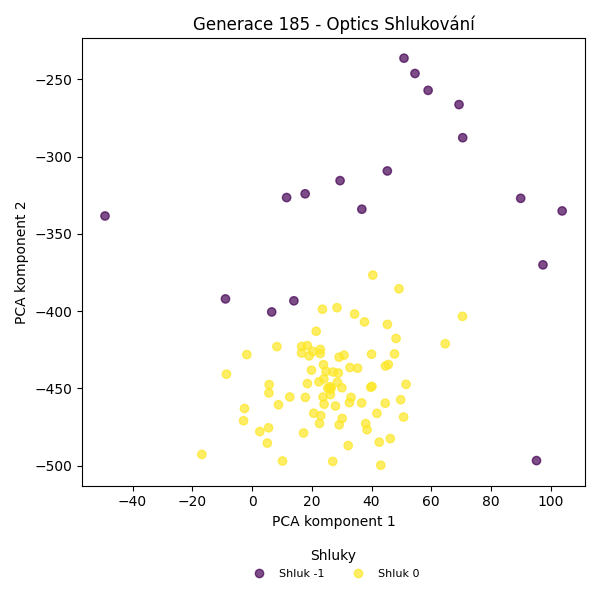 Generace 185 - Optics Shlukování
−250
−300
−350
−400
−450
−500
PCA komponent 2
−40
−20
0
20
40
60
80
100
PCA komponent 1
Shluky
Shluk -1
Shluk 0